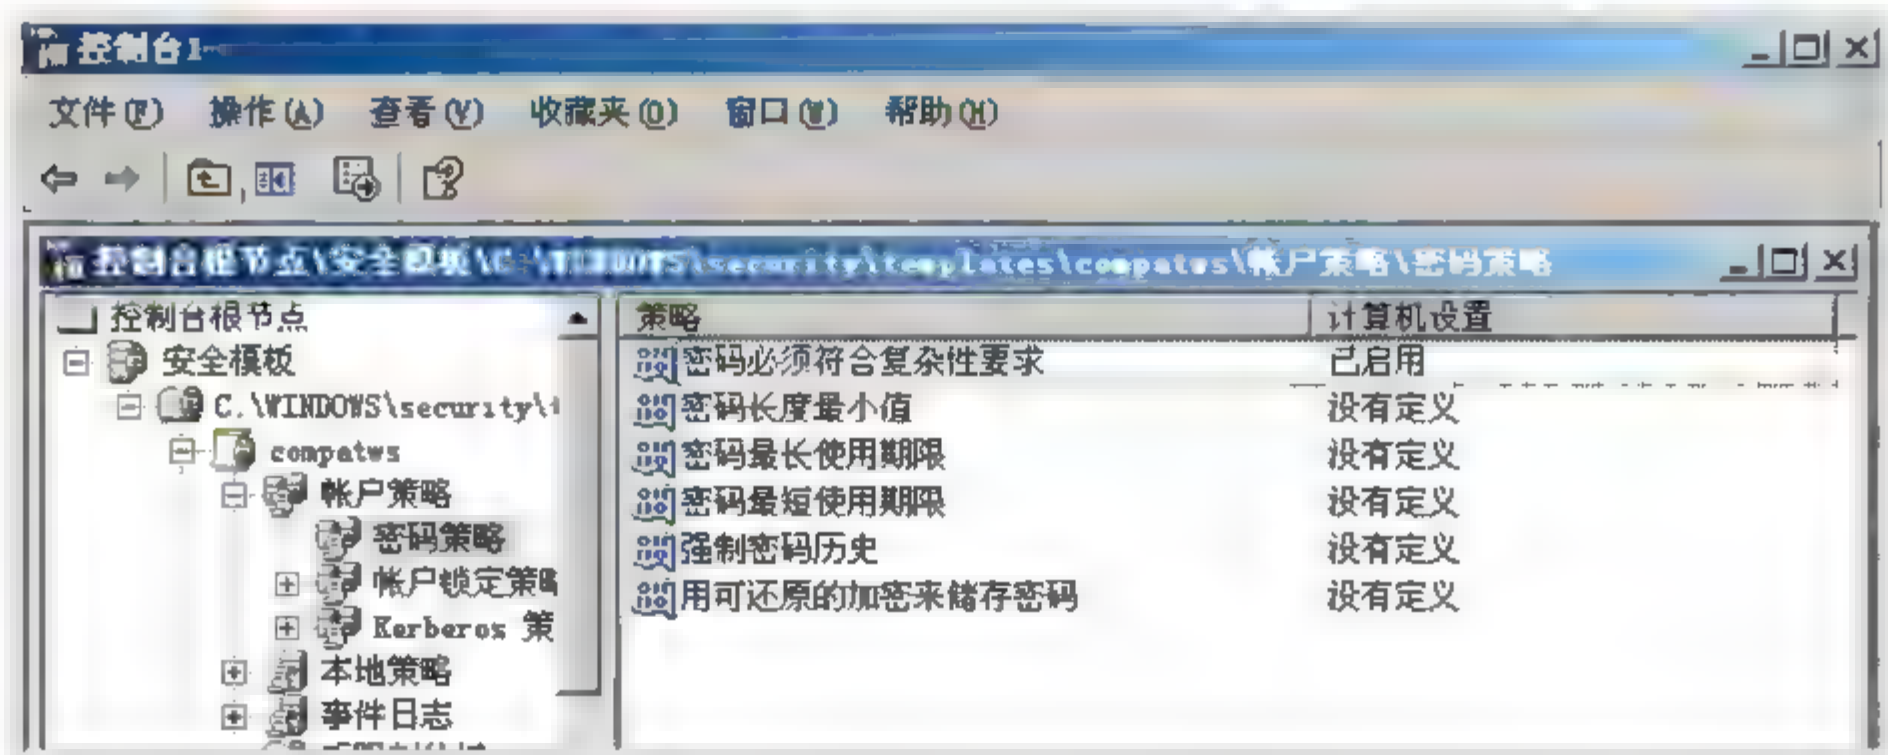 控制台1
文件(F) 操作(A) 查看(V) 收藏夹(O) 窗口(W) 帮助(H)
控制台根节点\安全模板\C:\WINDOWS\security\templates\compatws\帐户策略\密码策略
控制台根节点
安全模板
C:\WINDOWS\security\t
compatws
帐户策略
密码策略
帐户锁定策略
Kerberos 策
本地策略
事件日志
策略 计算机设置
密码必须符合复杂性要求 已启用
密码长度最小值 没有定义
密码最长使用期限 没有定义
密码最短使用期限 没有定义
强制密码历史 没有定义
用可还原的加密来储存密码 没有定义